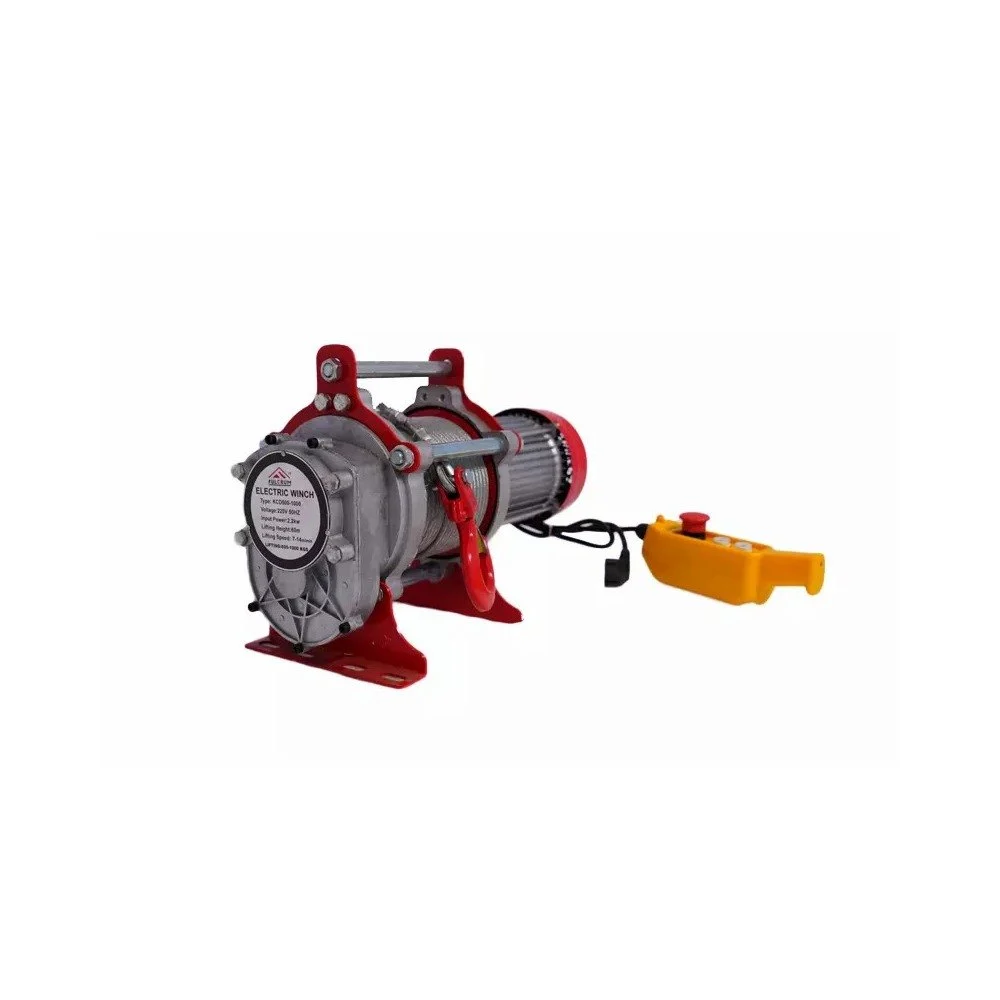 FULCRUM
ELECTRIC WINCH
Type: KCD500-1000
Voltage:220V 50HZ
Input Power:2.2kw
Lifting Height:60m
Lifting Speed: 7-14m/min
LIFTING:500-1000 KGS